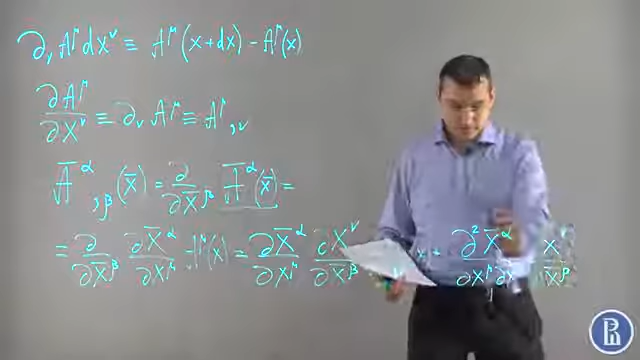 ∂_ν A^μ dx^ν ≡ A^μ(x+dx) − A^μ(x)
∂A^μ/∂x^ν ≡ ∂_ν A^μ ≡ A^μ_{,ν}
Ā^α_{,β}(x̄) = ∂/∂x̄^β Ā^α(x̄) =
= ∂/∂x̄^β ∂x̄^α/∂x^μ A^μ(x) = ∂x̄^α/∂x^μ ∂x^ν/∂x̄^β + ∂²x̄^α/∂x^μ ∂x x^ν/x̄^β